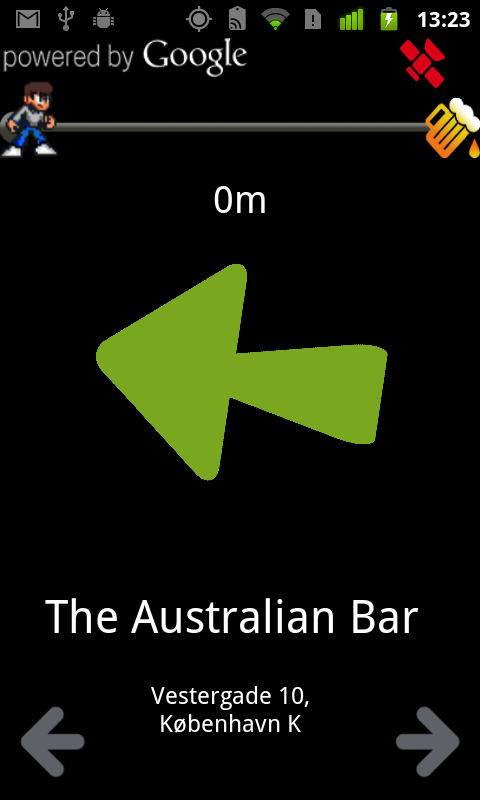 13:23
powered by Google
0m
The Australian Bar
Vestergade 10,
København K